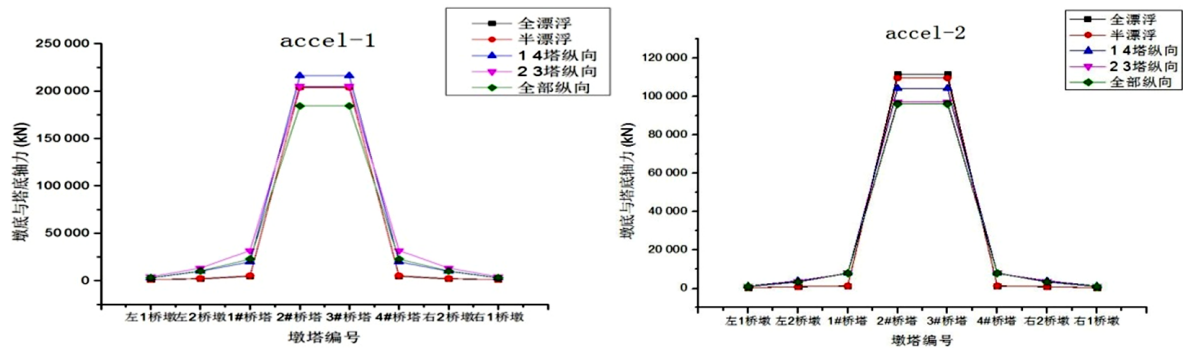 accel-1
全漂浮
半漂浮
1 4塔纵向
2 3塔纵向
全部纵向
250 000
200 000
150 000
100 000
50 000
0
墩底与塔底轴力 (kN)
左1桥墩 左2桥墩 1#桥塔 2#桥塔 3#桥塔 4#桥塔 右2桥墩 右1桥墩
墩塔编号
accel-2
全漂浮
半漂浮
1 4塔纵向
2 3塔纵向
全部纵向
120 000
100 000
80 000
60 000
40 000
20 000
0
墩底与塔底轴力 (kN)
左1桥墩 左2桥墩 1#桥塔 2#桥塔 3#桥塔 4#桥塔 右2桥墩 右1桥墩
墩塔编号